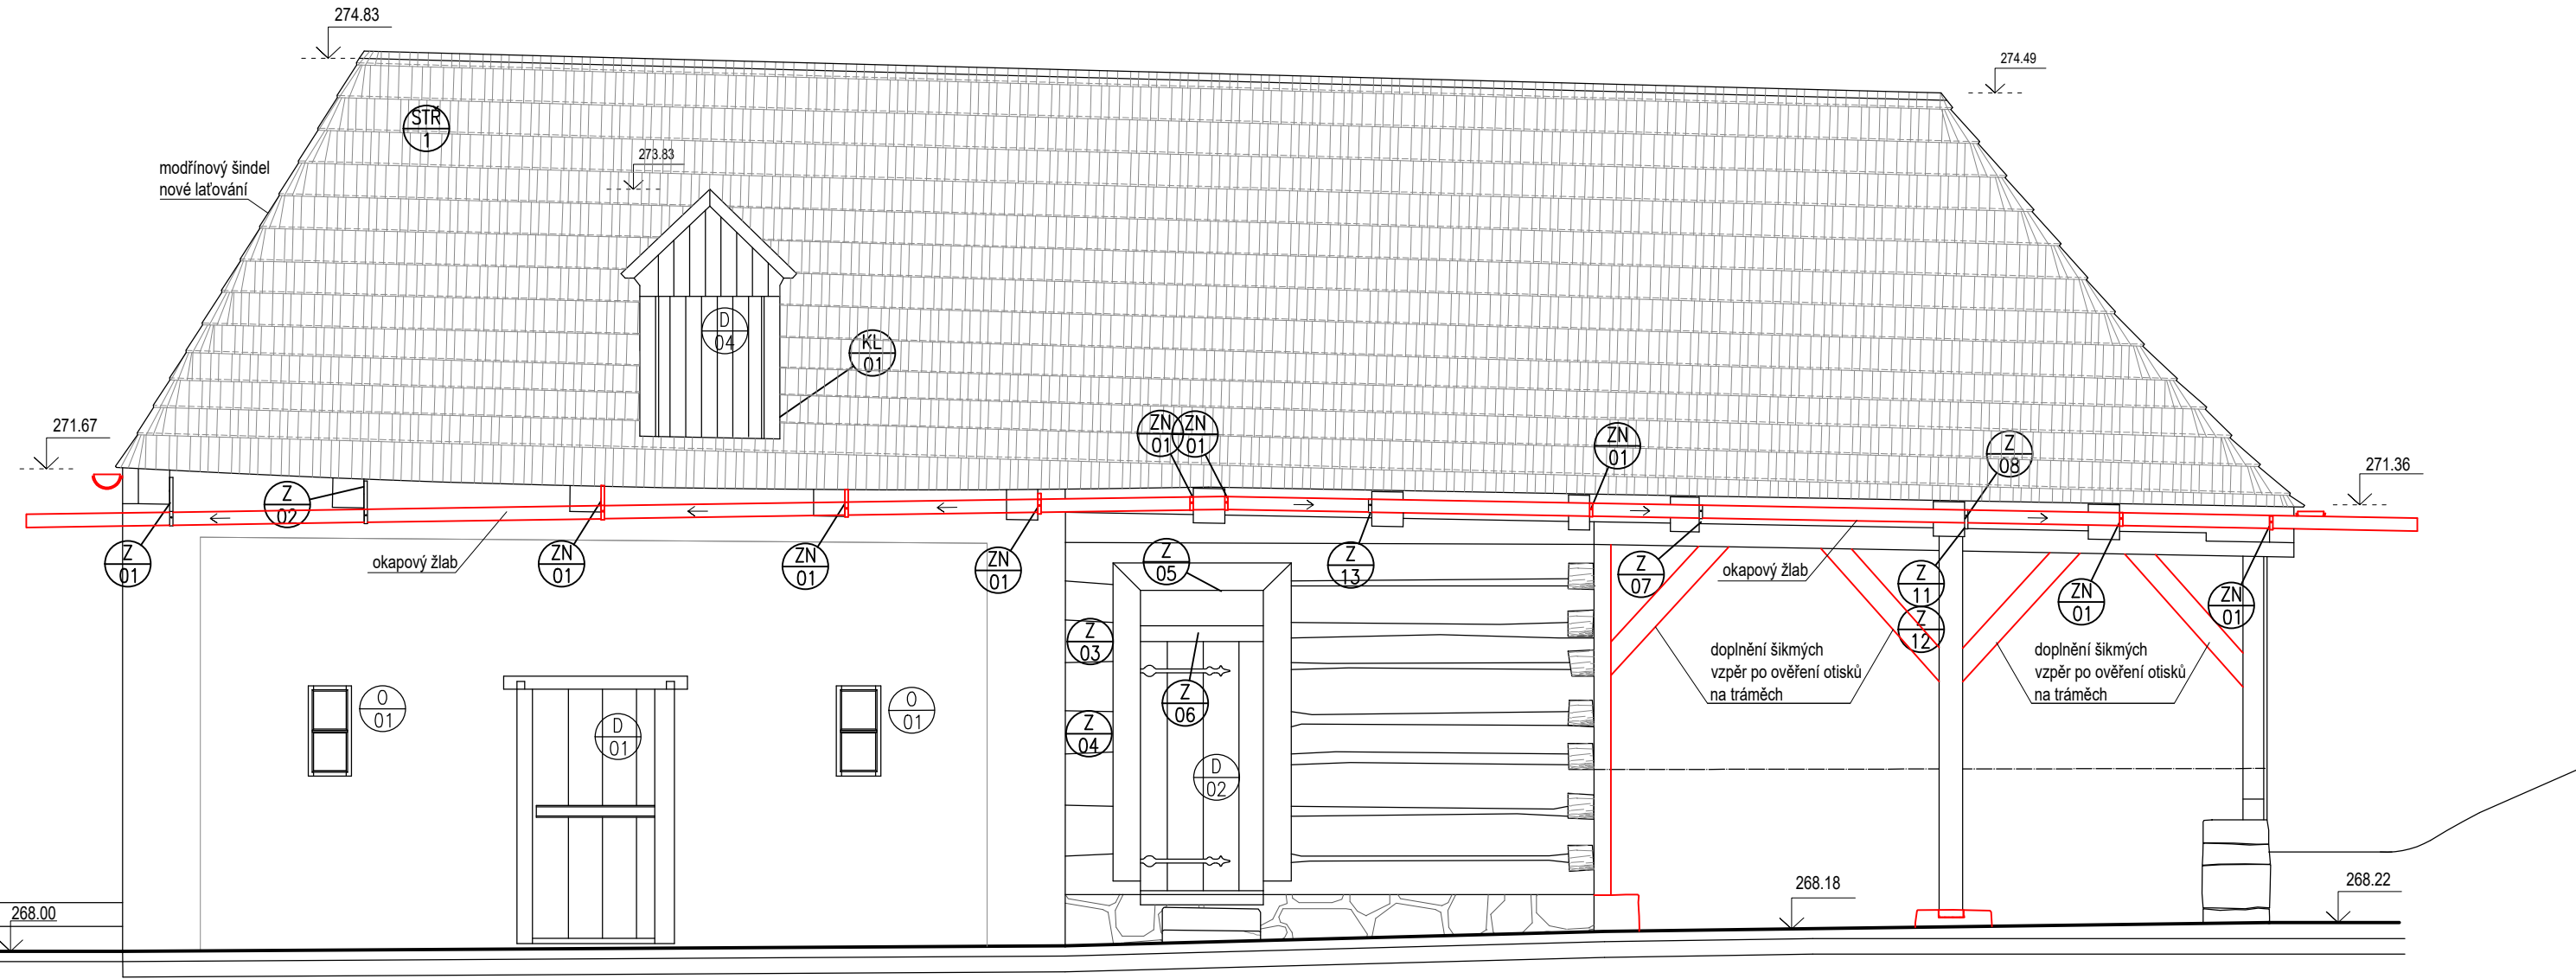 274.83
274.49
STR
1
273.83
modřínový šindel
nové laťování
D
04
KL
01
271.67
ZN
01
ZN
01
ZN
01
Z
08
271.36
Z
02
Z
01
okapový žlab
ZN
01
ZN
01
ZN
01
Z
05
Z
13
Z
07
okapový žlab
Z
11
Z
12
ZN
01
ZN
01
Z
03
doplnění šikmých
vzpěr po ověření otisků
na tráměch
doplnění šikmých
vzpěr po ověření otisků
na tráměch
O
01
D
01
O
01
Z
06
Z
04
D
02
268.00
268.18
268.22